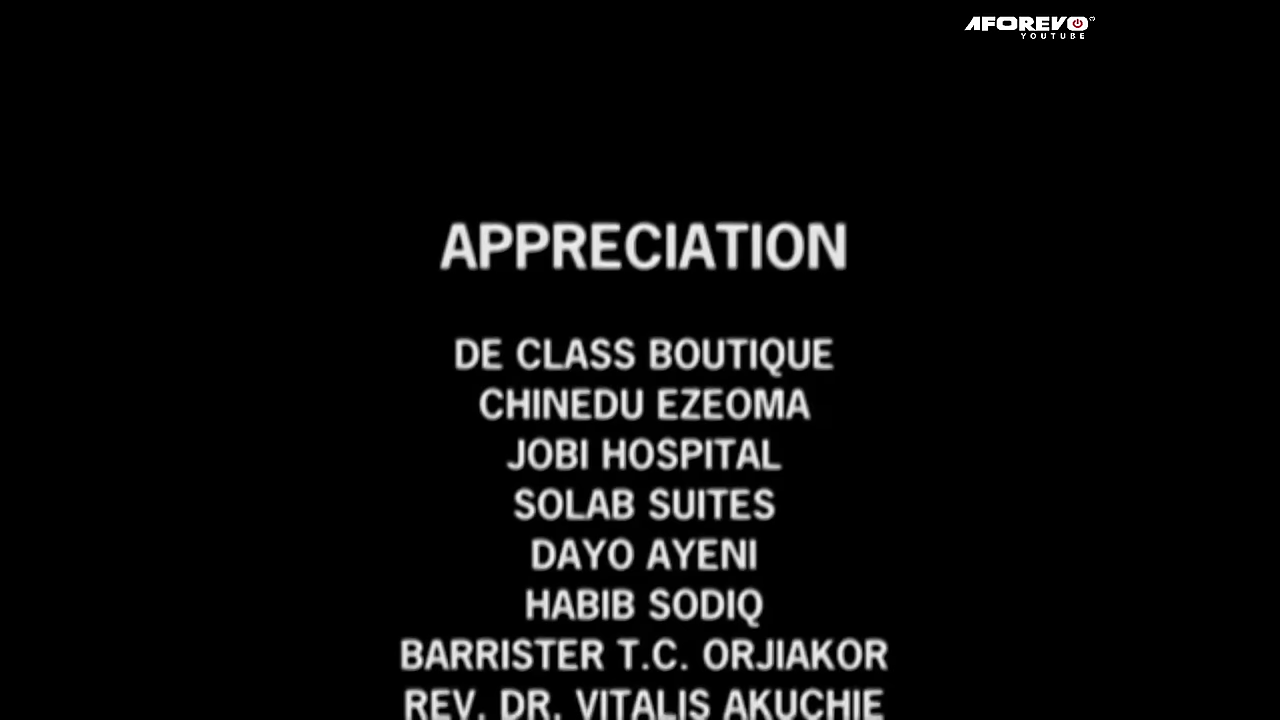 AFOREVO
YOUTUBE
APPRECIATION
DE CLASS BOUTIQUE
CHINEDU EZEOMA
JOBI HOSPITAL
SOLAB SUITES
DAYO AYENI
HABIB SODIQ
BARRISTER T.C. ORJIAKOR
REV. DR. VITALIS AKUCHIE